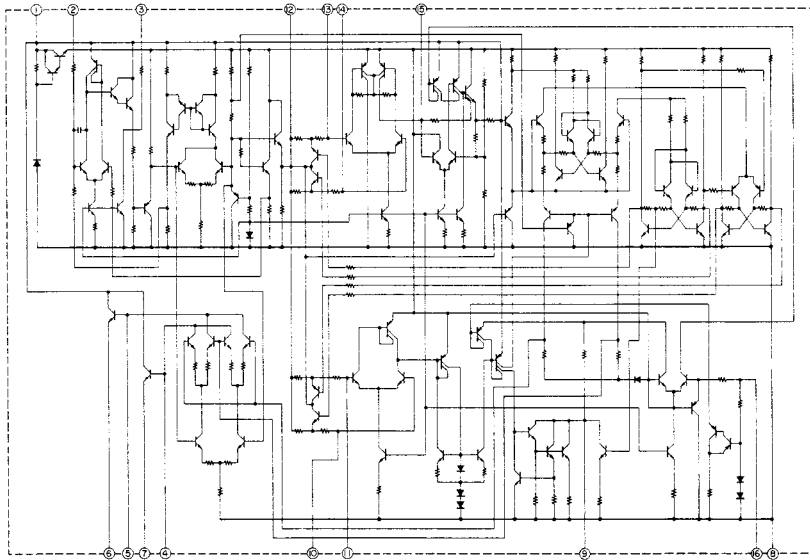 ① ② ③ ⑫ ⑬ ⑭ ⑮
⑥ ⑤ ⑦ ④ ⑩ ⑪ ⑨ ⑯ ⑧